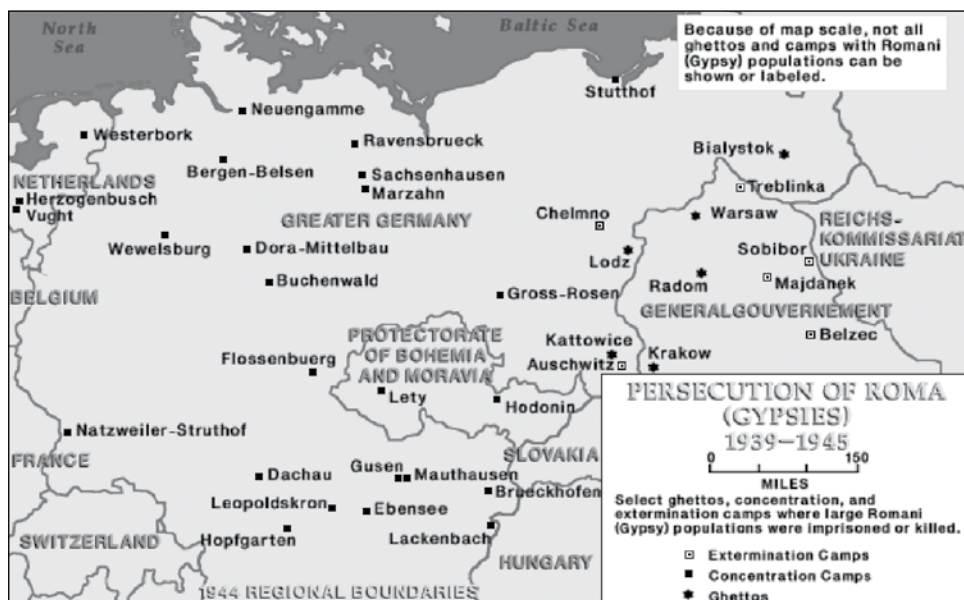 North
Sea
Baltic Sea
Because of map scale, not all
ghettos and camps with Romani
(Gypsy) populations can be
shown or labeled.
Stutthof
Neuengamme
Westerbork
Ravensbrueck
Bialystok
Bergen-Belsen
Sachsenhausen
Marzahn
Treblinka
NETHERLANDS
Herzogenbusch
Vught
GREATER GERMANY
Chelmno
Warsaw
REICHS-
KOMMISSARIAT
UKRAINE
Wewelsburg
Dora-Mittelbau
Lodz
Sobibor
Buchenwald
Radom
Majdanek
BELGIUM
Gross-Rosen
GENERALGOUVERNEMENT
PROTECTORATE
OF BOHEMIA
AND MORAVIA
Kattowice
Belzec
Flossenbuerg
Auschwitz
Krakow
Lety
Hodonin
Natzweiler-Struthof
FRANCE
SLOVAKIA
Dachau
Gusen
Mauthausen
Brueckhofen
Leopoldskron
Ebensee
Hopfgarten
Lackenbach
SWITZERLAND
HUNGARY
1944 REGIONAL BOUNDARIES
PERSECUTION OF ROMA
(GYPSIES)
1939–1945
0 150
MILES
Select ghettos, concentration, and
extermination camps where large Romani
(Gypsy) populations were imprisoned or killed.
Extermination Camps
Concentration Camps
Ghettos